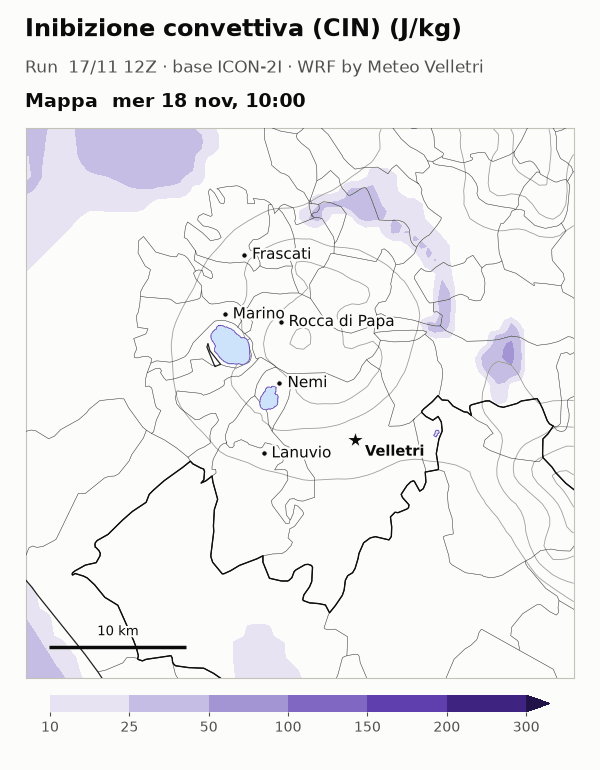 Inibizione convettiva (CIN) (J/kg)
Run  17/11 12Z · base ICON-2I · WRF by Meteo Velletri
Mappa  mer 18 nov, 10:00
Frascati
Marino
Rocca di Papa
Nemi
Velletri
Lanuvio
10 km
10 25 50 100 150 200 300